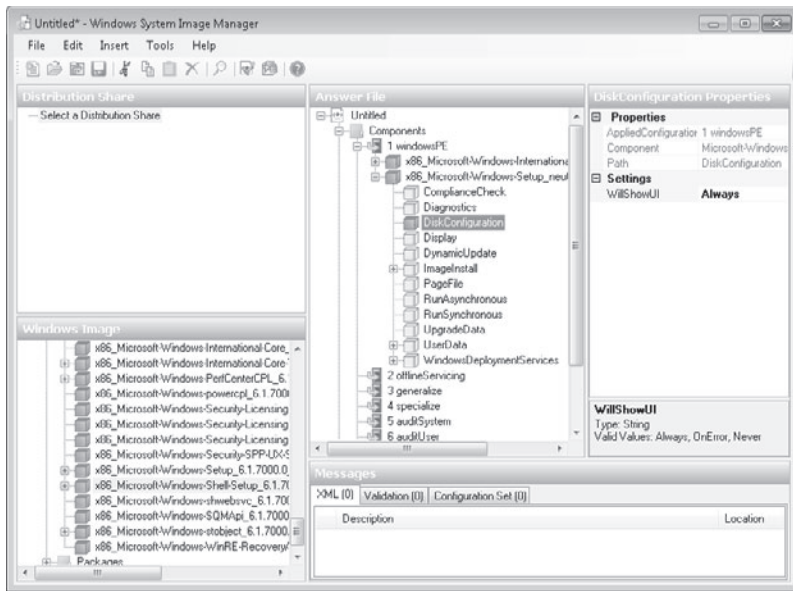 Untitled* - Windows System Image Manager
File Edit Insert Tools Help
Distribution Share
Select a Distribution Share
Windows Image
x86_Microsoft-Windows-International-Core_
x86_Microsoft-Windows-International-Core-
x86_Microsoft-Windows-PerfCenterCPL_6.
x86_Microsoft-Windows-powercpl_6.1.700
x86_Microsoft-Windows-Security-Licensing
x86_Microsoft-Windows-Security-Licensing
x86_Microsoft-Windows-Security-Licensing
x86_Microsoft-Windows-Security-SPP-UX-S
x86_Microsoft-Windows-Setup_6.1.7000.0_
x86_Microsoft-Windows-Shell-Setup_6.1.7
x86_Microsoft-Windows-shwebsvc_6.1.700
x86_Microsoft-Windows-SQMApi_6.1.7000
x86_Microsoft-Windows-stobject_6.1.7000.
x86_Microsoft-Windows-WinRE-Recovery
Packages
Answer File
Untitled
Components
1 windowsPE
x86_Microsoft-Windows-Internationa
x86_Microsoft-Windows-Setup_neu
ComplianceCheck
Diagnostics
DiskConfiguration
Display
DynamicUpdate
ImageInstall
PageFile
RunAsynchronous
RunSynchronous
UpgradeData
UserData
WindowsDeploymentServices
2 offlineServicing
3 generalize
4 specialize
5 auditSystem
6 auditUser
DiskConfiguration Properties
Properties
AppliedConfiguration 1 windowsPE
Component Microsoft-Windows
Path DiskConfiguration
Settings
WillShowUI Always
WillShowUI
Type: String
Valid Values: Always, OnError, Never
Messages
XML (0) Validation (0) Configuration Set (0)
Description Location